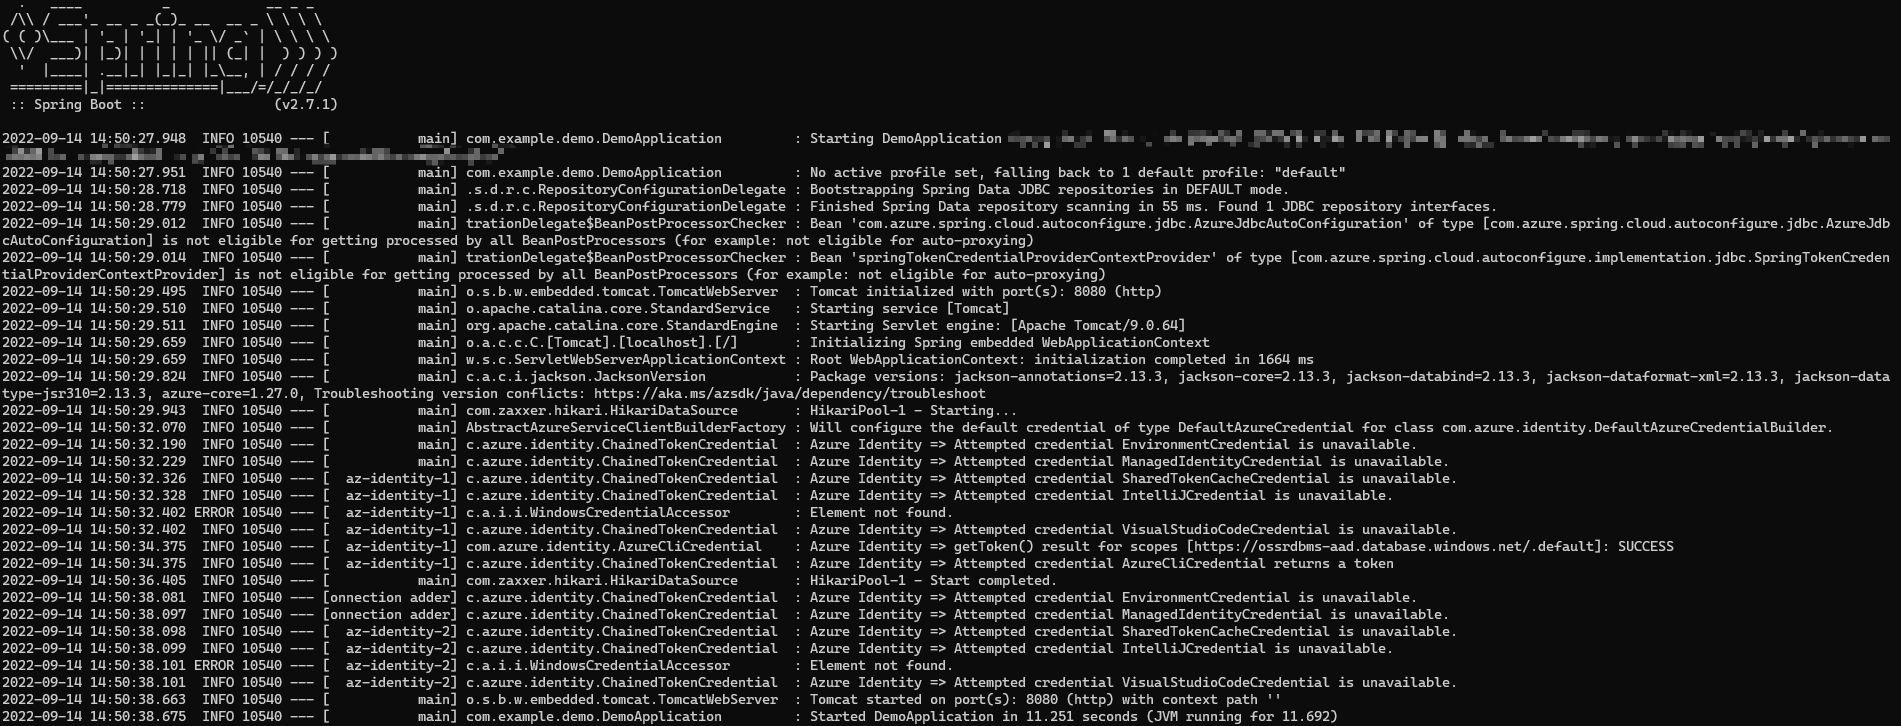 .   ____          _            __ _ _
 /\\ / ___'_ __ _ _(_)_ __  __ _ \ \ \ \
( ( )\___ | '_ | '_| | '_ \/ _` | \ \ \ \
 \\/  ___)| |_)| | | | | || (_| |  ) ) ) )
  '  |____| .__|_| |_|_| |_\__, | / / / /
 =========|_|==============|___/=/_/_/_/
 :: Spring Boot ::                (v2.7.1)
2022-09-14 14:50:27.948  INFO 10540 --- [           main] com.example.demo.DemoApplication         : Starting DemoApplication
2022-09-14 14:50:27.951  INFO 10540 --- [           main] com.example.demo.DemoApplication         : No active profile set, falling back to 1 default profile: "default"
2022-09-14 14:50:28.718  INFO 10540 --- [           main] .s.d.r.c.RepositoryConfigurationDelegate : Bootstrapping Spring Data JDBC repositories in DEFAULT mode.
2022-09-14 14:50:28.779  INFO 10540 --- [           main] .s.d.r.c.RepositoryConfigurationDelegate : Finished Spring Data repository scanning in 55 ms. Found 1 JDBC repository interfaces.
2022-09-14 14:50:29.012  INFO 10540 --- [           main] trationDelegate$BeanPostProcessorChecker : Bean 'com.azure.spring.cloud.autoconfigure.jdbc.AzureJdbcAutoConfiguration' of type [com.azure.spring.cloud.autoconfigure.jdbc.AzureJdb
cAutoConfiguration] is not eligible for getting processed by all BeanPostProcessors (for example: not eligible for auto-proxying)
2022-09-14 14:50:29.014  INFO 10540 --- [           main] trationDelegate$BeanPostProcessorChecker : Bean 'springTokenCredentialProviderContextProvider' of type [com.azure.spring.cloud.autoconfigure.implementation.jdbc.SpringTokenCreden
tialProviderContextProvider] is not eligible for getting processed by all BeanPostProcessors (for example: not eligible for auto-proxying)
2022-09-14 14:50:29.495  INFO 10540 --- [           main] o.s.b.w.embedded.tomcat.TomcatWebServer  : Tomcat initialized with port(s): 8080 (http)
2022-09-14 14:50:29.510  INFO 10540 --- [           main] o.apache.catalina.core.StandardService   : Starting service [Tomcat]
2022-09-14 14:50:29.511  INFO 10540 --- [           main] org.apache.catalina.core.StandardEngine  : Starting Servlet engine: [Apache Tomcat/9.0.64]
2022-09-14 14:50:29.659  INFO 10540 --- [           main] o.a.c.c.C.[Tomcat].[localhost].[/]       : Initializing Spring embedded WebApplicationContext
2022-09-14 14:50:29.659  INFO 10540 --- [           main] w.s.c.ServletWebServerApplicationContext : Root WebApplicationContext: initialization completed in 1664 ms
2022-09-14 14:50:29.824  INFO 10540 --- [           main] c.a.c.i.jackson.JacksonVersion           : Package versions: jackson-annotations=2.13.3, jackson-core=2.13.3, jackson-databind=2.13.3, jackson-dataformat-xml=2.13.3, jackson-data
type-jsr310=2.13.3, azure-core=1.27.0, Troubleshooting version conflicts: https://aka.ms/azsdk/java/dependency/troubleshoot
2022-09-14 14:50:29.943  INFO 10540 --- [           main] com.zaxxer.hikari.HikariDataSource       : HikariPool-1 - Starting...
2022-09-14 14:50:32.070  INFO 10540 --- [           main] AbstractAzureServiceClientBuilderFactory : Will configure the default credential of type DefaultAzureCredential for class com.azure.identity.DefaultAzureCredentialBuilder.
2022-09-14 14:50:32.190  INFO 10540 --- [           main] c.azure.identity.ChainedTokenCredential  : Azure Identity => Attempted credential EnvironmentCredential is unavailable.
2022-09-14 14:50:32.229  INFO 10540 --- [           main] c.azure.identity.ChainedTokenCredential  : Azure Identity => Attempted credential ManagedIdentityCredential is unavailable.
2022-09-14 14:50:32.326  INFO 10540 --- [  az-identity-1] c.azure.identity.ChainedTokenCredential  : Azure Identity => Attempted credential SharedTokenCacheCredential is unavailable.
2022-09-14 14:50:32.328  INFO 10540 --- [  az-identity-1] c.azure.identity.ChainedTokenCredential  : Azure Identity => Attempted credential IntelliJCredential is unavailable.
2022-09-14 14:50:32.402 ERROR 10540 --- [  az-identity-1] c.a.i.i.WindowsCredentialAccessor        : Element not found.
2022-09-14 14:50:32.402  INFO 10540 --- [  az-identity-1] c.azure.identity.ChainedTokenCredential  : Azure Identity => Attempted credential VisualStudioCodeCredential is unavailable.
2022-09-14 14:50:34.375  INFO 10540 --- [  az-identity-1] com.azure.identity.AzureCliCredential    : Azure Identity => getToken() result for scopes [https://ossrdbms-aad.database.windows.net/.default]: SUCCESS
2022-09-14 14:50:34.375  INFO 10540 --- [  az-identity-1] c.azure.identity.ChainedTokenCredential  : Azure Identity => Attempted credential AzureCliCredential returns a token
2022-09-14 14:50:36.405  INFO 10540 --- [           main] com.zaxxer.hikari.HikariDataSource       : HikariPool-1 - Start completed.
2022-09-14 14:50:38.081  INFO 10540 --- [onnection adder] c.azure.identity.ChainedTokenCredential  : Azure Identity => Attempted credential EnvironmentCredential is unavailable.
2022-09-14 14:50:38.097  INFO 10540 --- [onnection adder] c.azure.identity.ChainedTokenCredential  : Azure Identity => Attempted credential ManagedIdentityCredential is unavailable.
2022-09-14 14:50:38.098  INFO 10540 --- [  az-identity-2] c.azure.identity.ChainedTokenCredential  : Azure Identity => Attempted credential SharedTokenCacheCredential is unavailable.
2022-09-14 14:50:38.099  INFO 10540 --- [  az-identity-2] c.azure.identity.ChainedTokenCredential  : Azure Identity => Attempted credential IntelliJCredential is unavailable.
2022-09-14 14:50:38.101 ERROR 10540 --- [  az-identity-2] c.a.i.i.WindowsCredentialAccessor        : Element not found.
2022-09-14 14:50:38.101  INFO 10540 --- [  az-identity-2] c.azure.identity.ChainedTokenCredential  : Azure Identity => Attempted credential VisualStudioCodeCredential is unavailable.
2022-09-14 14:50:38.663  INFO 10540 --- [           main] o.s.b.w.embedded.tomcat.TomcatWebServer  : Tomcat started on port(s): 8080 (http) with context path ''
2022-09-14 14:50:38.675  INFO 10540 --- [           main] com.example.demo.DemoApplication         : Started DemoApplication in 11.251 seconds (JVM running for 11.692)